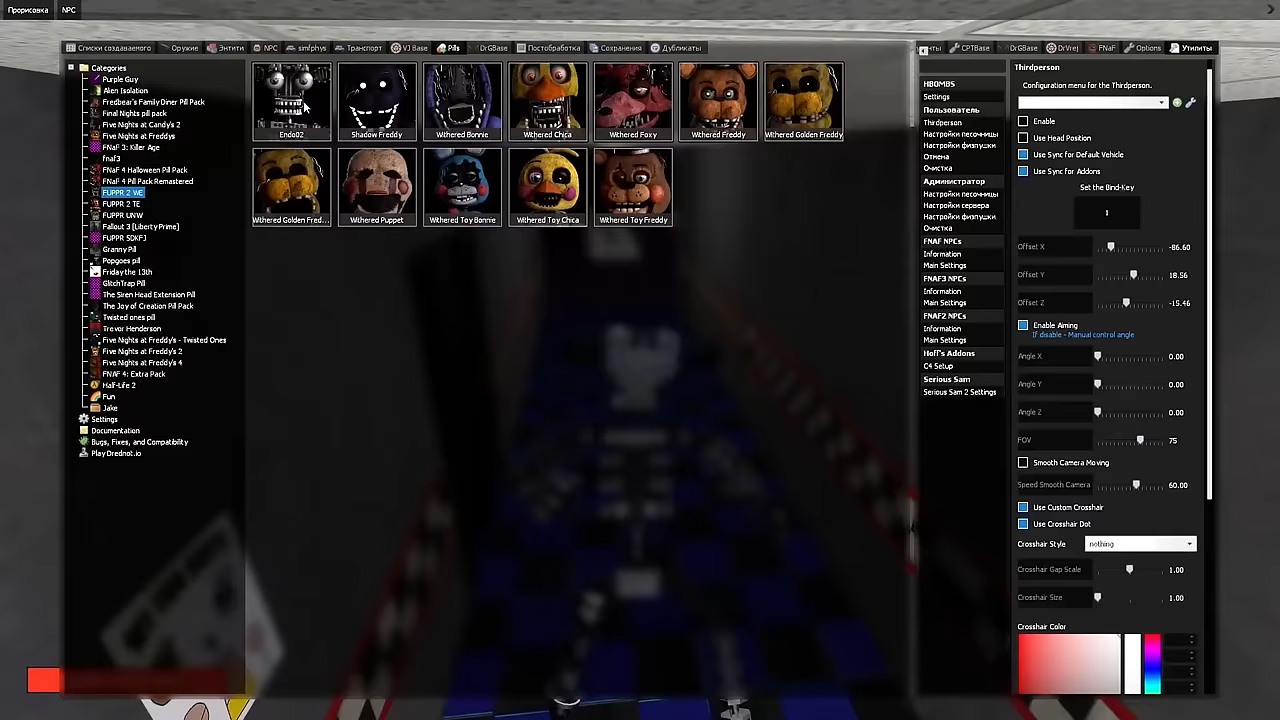 Прорисовка NPC
Списки создаваемого Оружие Энтити NPC simfphys Транспорт VJ Base Pills DrGBase Постобработка Сохранения Дубликаты
Categories
Purple Guy
Alien Isolation
Fredbear's Family Diner Pill Pack
Final Nights pill pack
Five Nights at Candy's 2
Five Nights at Freddys
FNaF 3: Killer Age
fnaf3
FNAF 4 Halloween Pill Pack
FNaF 4 Pill Pack Remastered
FUPPR 2 WE
FUPPR 2 TE
FUPPR UNW
Fallout 3 [Liberty Prime]
FUPPR SDKFJ
Granny Pill
Popgoes pill
Friday the 13th
GlitchTrap Pill
The Siren Head Extension Pill
The Joy of Creation Pill Pack
Twisted ones pill
Trevor Henderson
Five Nights at Freddy's - Twisted Ones
Five Nights at Freddy's 2
Five Nights at Freddy's 4
FNAF 4: Extra Pack
Half-Life 2
Fun
Jake
Settings
Documentation
Bugs, Fixes, and Compatibility
Play Drednot.io
Endo02 Shadow Freddy Withered Bonnie Withered Chica Withered Foxy Withered Freddy Withered Golden Freddy
Withered Golden Fred... Withered Puppet Withered Toy Bonnie Withered Toy Chica Withered Toy Freddy
CPTBase DrGBase DrVrej FNaF Options Утилиты
HBOMBS
Settings
Пользователь
Thirdperson
Настройки песочницы
Настройки физпушки
Отмена
Очистка
Администратор
Настройки песочницы
Настройки сервера
Настройки физпушки
Очистка
FNAF NPCs
Information
Main Settings
FNAF3 NPCs
Information
Main Settings
FNAF2 NPCs
Information
Main Settings
Hoff's Addons
C4 Setup
Serious Sam
Serious Sam 2 Settings
Thirdperson
Configuration menu for the Thirdperson.
Enable
Use Head Position
Use Sync for Default Vehicle
Use Sync for Addons
Set the Bind-Key
1
Offset X -86.60
Offset Y 18.56
Offset Z -15.46
Enable Aiming
If disable - Manual control angle
Angle X 0.00
Angle Y 0.00
Angle Z 0.00
FOV 75
Smooth Camera Moving
Speed Smooth Camera 60.00
Use Custom Crosshair
Use Crosshair Dot
Crosshair Style nothing
Crosshair Gap Scale 1.00
Crosshair Size 1.00
Crosshair Color